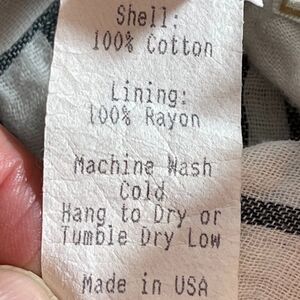 Shell:
100% Cotton
Lining:
100% Rayon
Machine Wash
Cold
Hang to Dry or
Tumble Dry Low
Made in USA